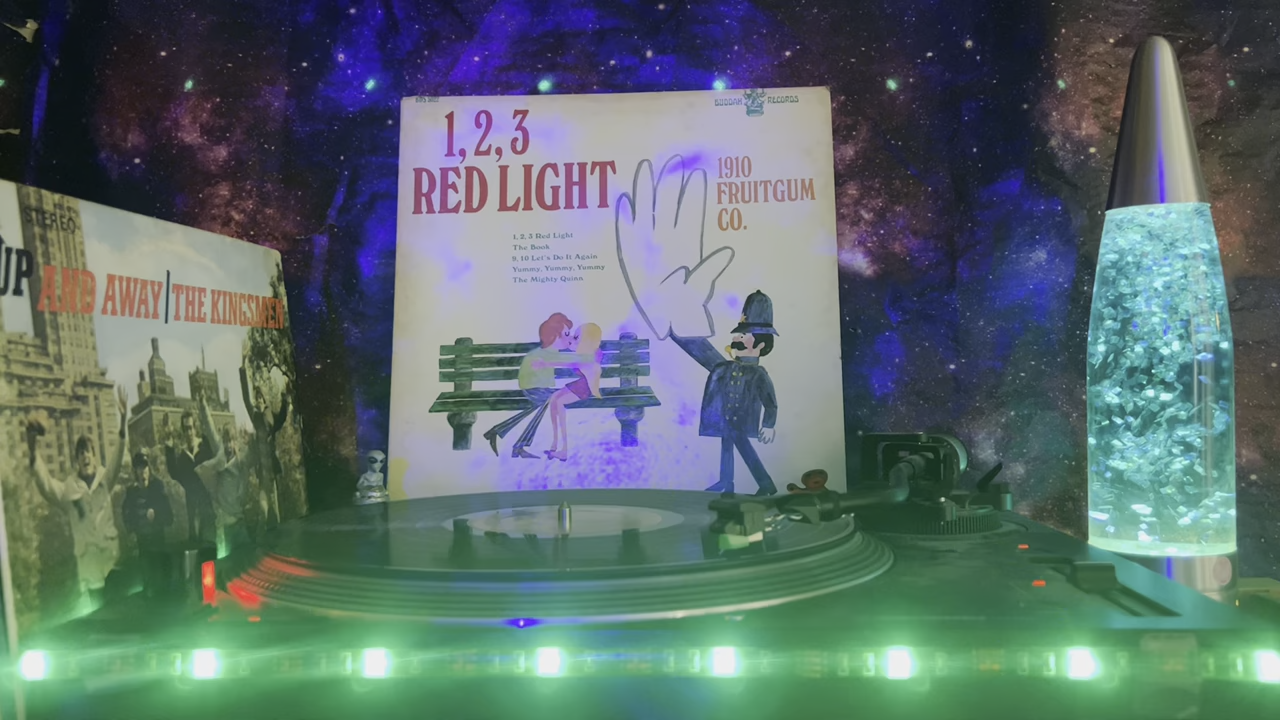 STEREO
UP AND AWAY/THE KINGSMEN
BUDDAH RECORDS
1, 2, 3
RED LIGHT
1910
FRUITGUM
CO.
1, 2, 3 Red Light
The Book
9, 10 Let's Do It Again
Yummy, Yummy, Yummy
The Mighty Quinn